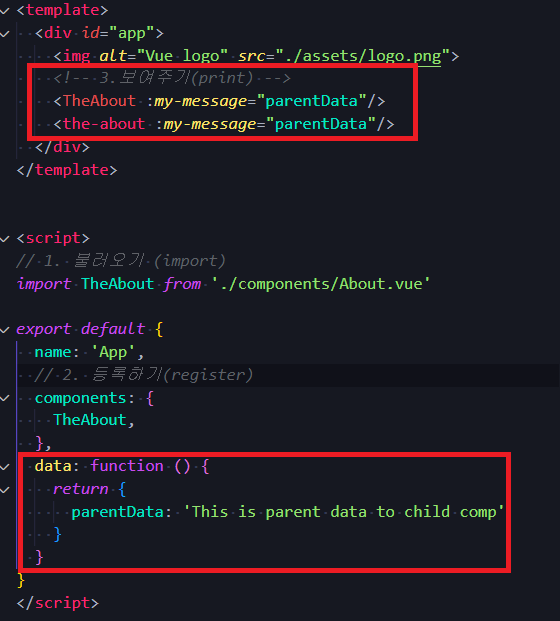 <template>
<div id="app">
<img alt="Vue logo" src="./assets/logo.png">
<!-- 3.보여주기(print) -->
<TheAbout :my-message="parentData"/>
<the-about :my-message="parentData"/>
</div>
</template>
<script>
// 1. 불러오기 (import)
import TheAbout from './components/About.vue'
export default {
name: 'App',
// 2. 등록하기(register)
components: {
TheAbout,
},
data: function () {
return {
parentData: 'This is parent data to child comp'
}
}
}
</script>